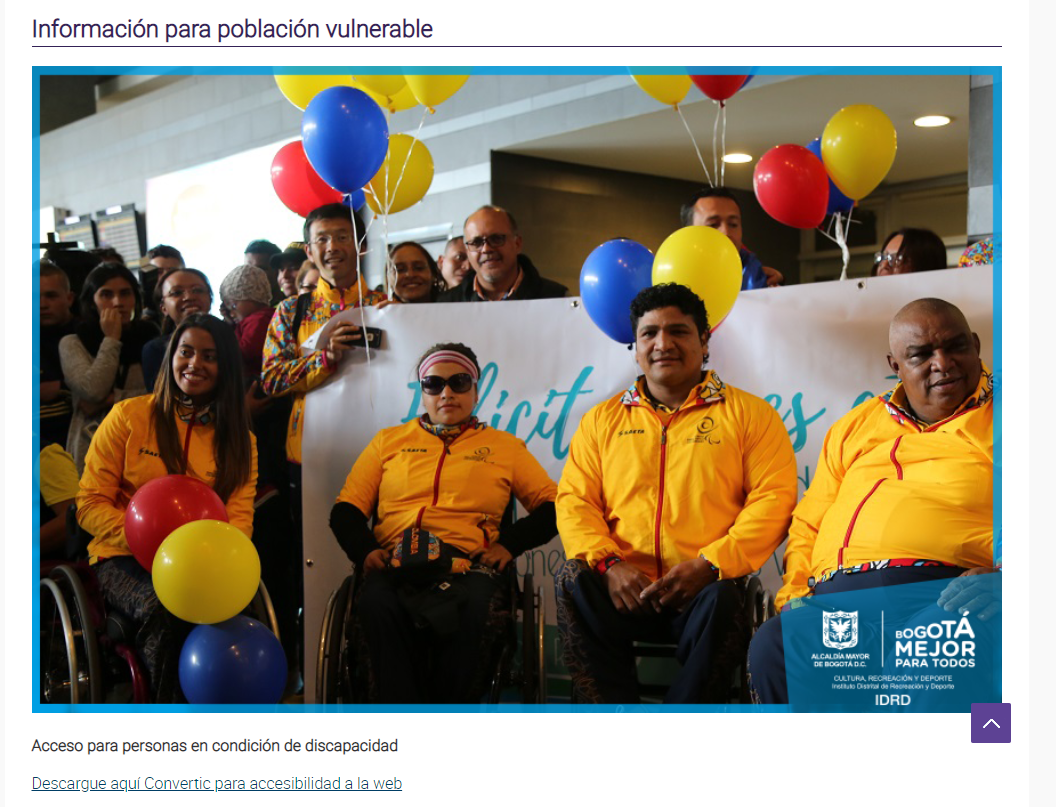 Información para población vulnerable
SAETA
SAETA
COLOMBIA
ALCALDÍA MAYOR
DE BOGOTÁ D.C.
BOGOTÁ
MEJOR
PARA TODOS
CULTURA, RECREACIÓN Y DEPORTE
Instituto Distrital de Recreación y Deporte
IDRD
Acceso para personas en condición de discapacidad
Descargue aquí Convertic para accesibilidad a la web